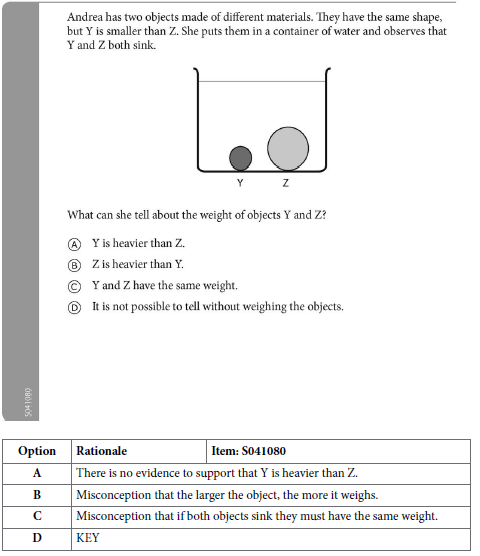 Andrea has two objects made of different materials. They have the same shape,
but Y is smaller than Z. She puts them in a container of water and observes that
Y and Z both sink.
Y Z
What can she tell about the weight of objects Y and Z?
A Y is heavier than Z.
B Z is heavier than Y.
C Y and Z have the same weight.
D It is not possible to tell without weighing the objects.
S041080
Option Rationale Item: S041080
A There is no evidence to support that Y is heavier than Z.
B Misconception that the larger the object, the more it weighs.
C Misconception that if both objects sink they must have the same weight.
D KEY